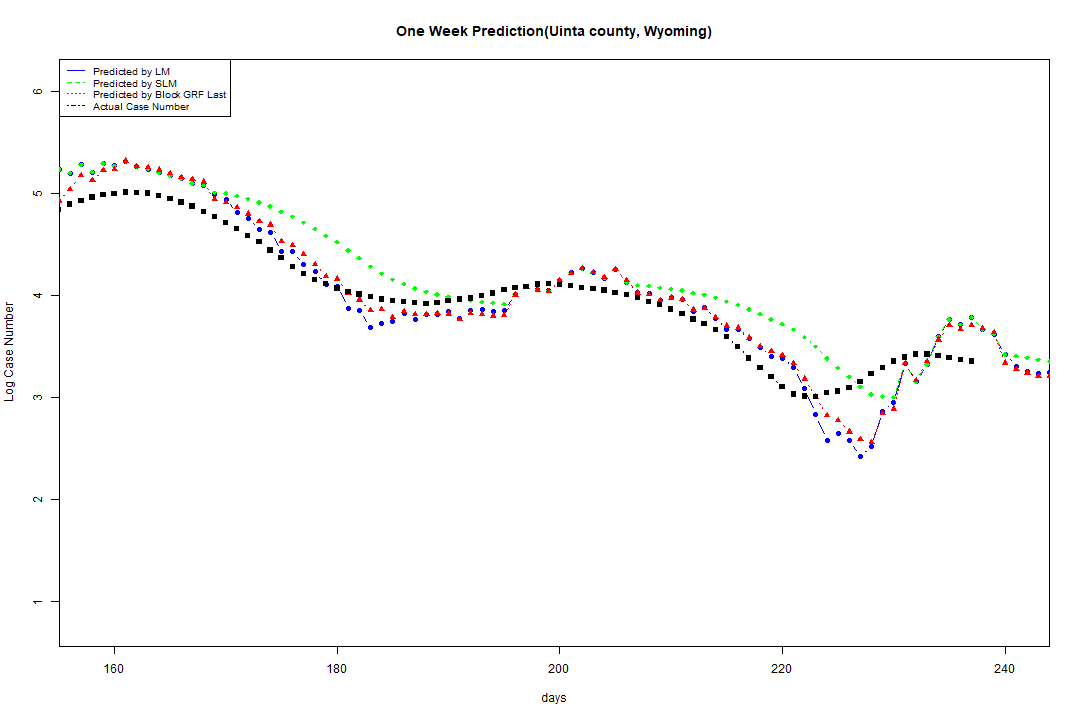 One Week Prediction(Uinta county, Wyoming)
Predicted by LM
Predicted by SLM
Predicted by Block GRF Last
Actual Case Number
6
5
4
3
2
1
Log Case Number
160 180 200 220 240
days